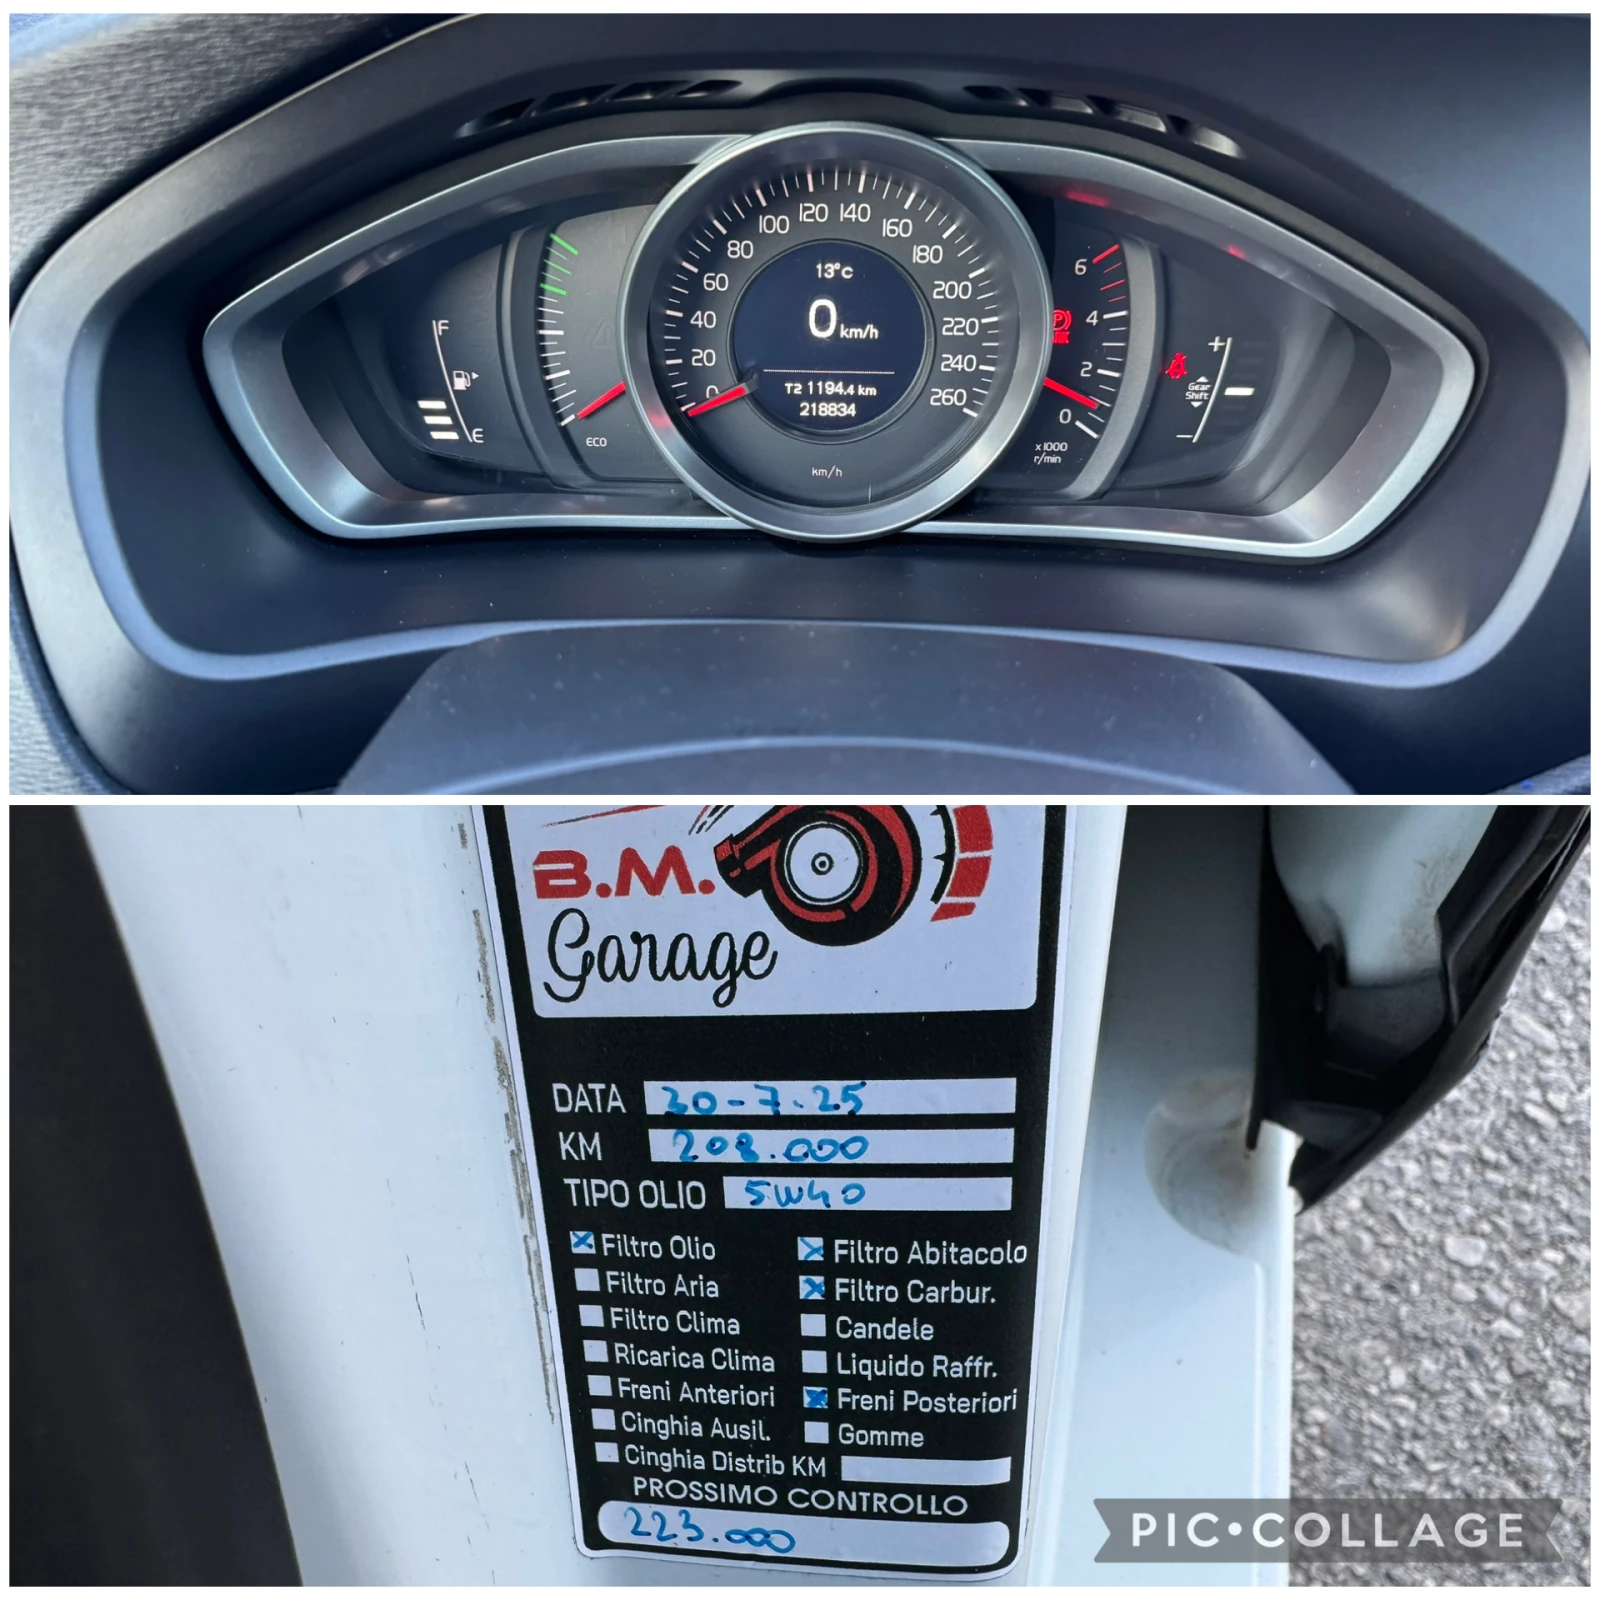 100 120 140 160
80 180
60 200
40 220
20 240
0 260
13°c
0 km/h
T2 1194.4 km
218834
km/h
F
E
ECO
6
4
2
0
x1000
r/min
P
+
Gear
Shift
−
B.M.
Garage
DATA 30-7-25
KM 208.000
TIPO OLIO 5W40
Filtro Olio Filtro Abitacolo
Filtro Aria Filtro Carbur.
Filtro Clima Candele
Ricarica Clima Liquido Raffr.
Freni Anteriori Freni Posteriori
Cinghia Ausil. Gomme
Cinghia Distrib KM
PROSSIMO CONTROLLO
223.000
PIC•COLLAGE